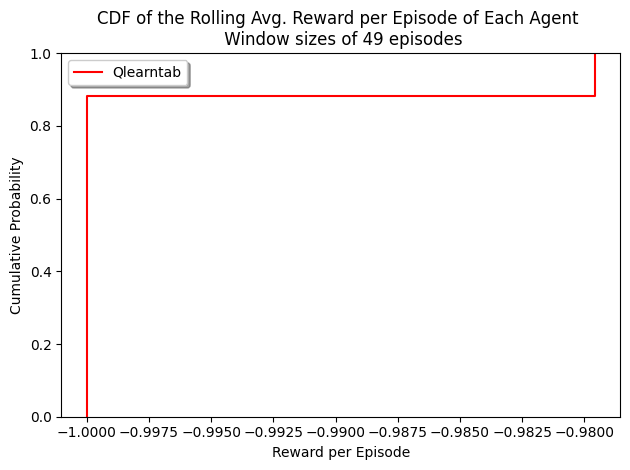 CDF of the Rolling Avg. Reward per Episode of Each Agent
Window sizes of 49 episodes
Qlearntab
Cumulative Probability
1.0
0.8
0.6
0.4
0.2
0.0
−1.0000 −0.9975 −0.9950 −0.9925 −0.9900 −0.9875 −0.9850 −0.9825 −0.9800
Reward per Episode